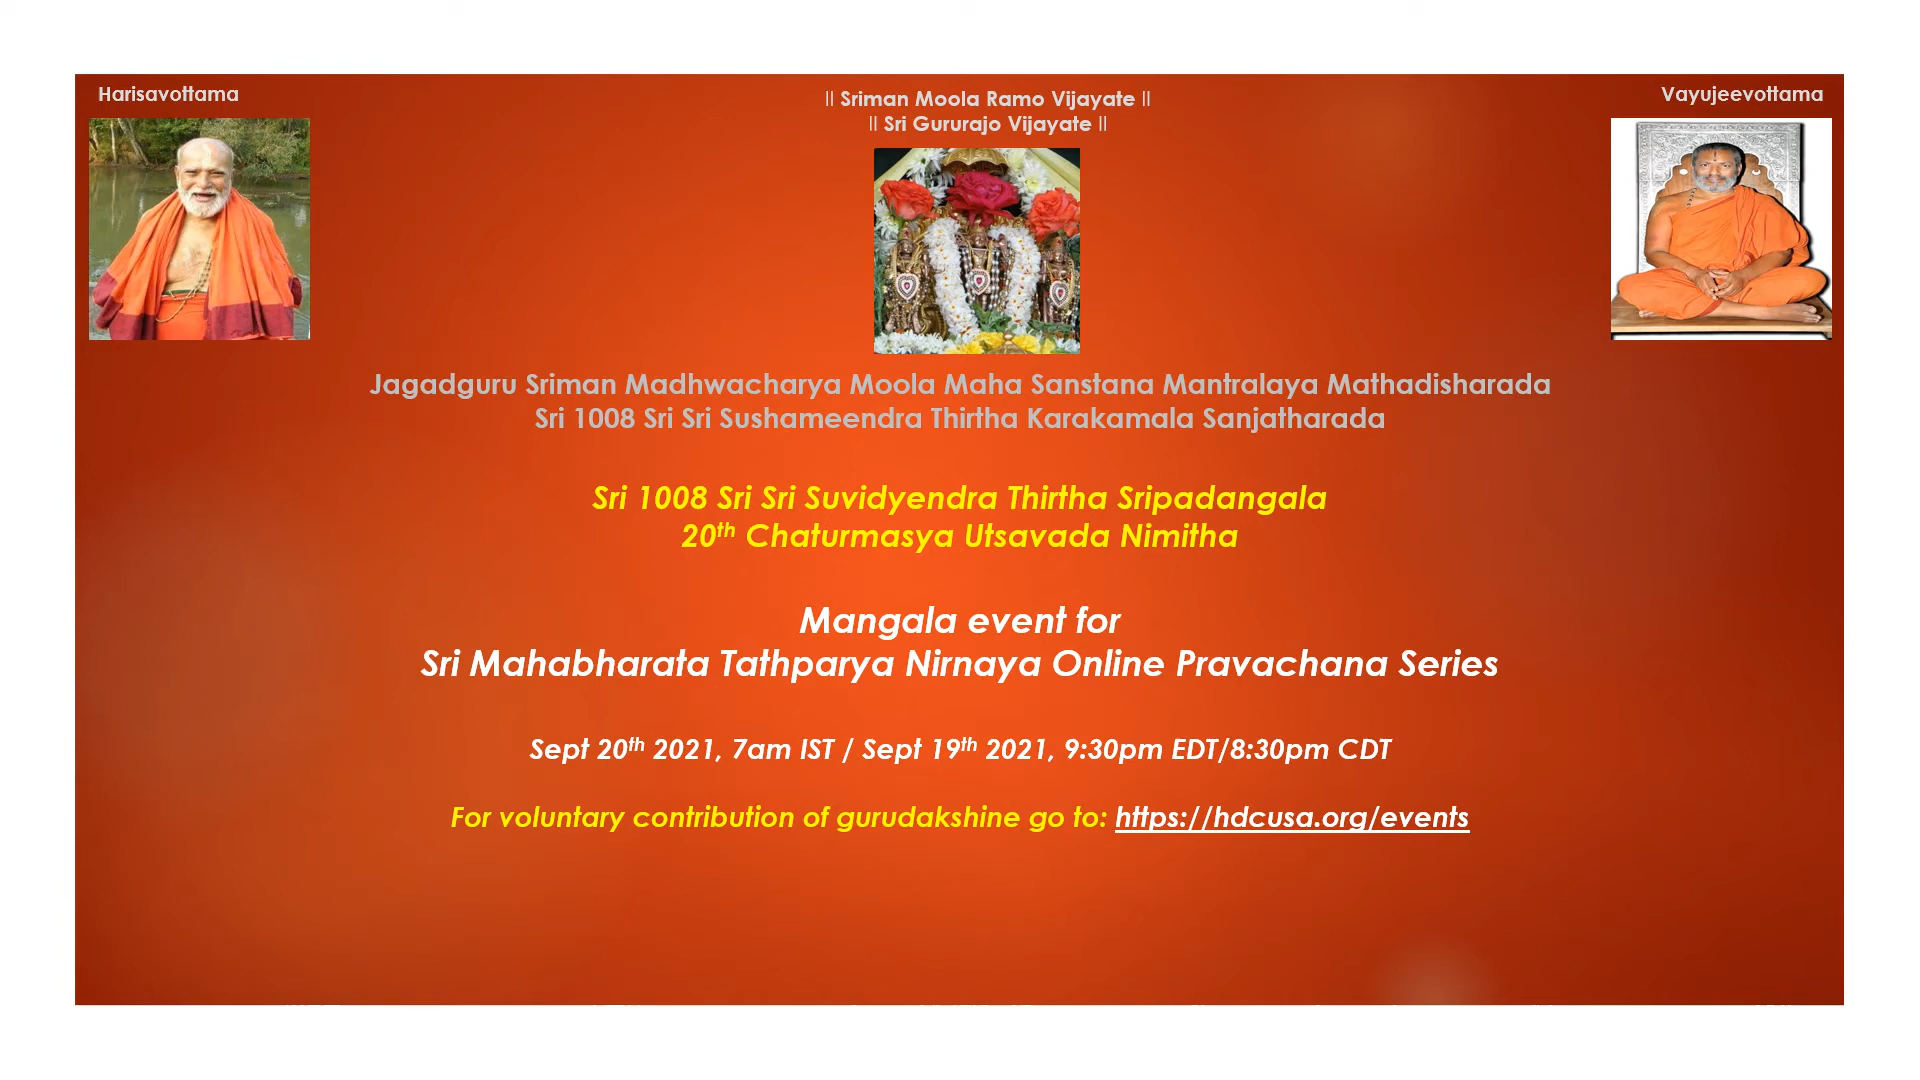 Harisavottama
|| Sriman Moola Ramo Vijayate ||
|| Sri Gururajo Vijayate ||
Vayujeevottama
Jagadguru Sriman Madhwacharya Moola Maha Sanstana Mantralaya Mathadisharada
Sri 1008 Sri Sri Sushameendra Thirtha Karakamala Sanjatharada
Sri 1008 Sri Sri Suvidyendra Thirtha Sripadangala
20th Chaturmasya Utsavada Nimitha
Mangala event for
Sri Mahabharata Tathparya Nirnaya Online Pravachana Series
Sept 20th 2021, 7am IST / Sept 19th 2021, 9:30pm EDT/8:30pm CDT
For voluntary contribution of gurudakshine go to: https://hdcusa.org/events